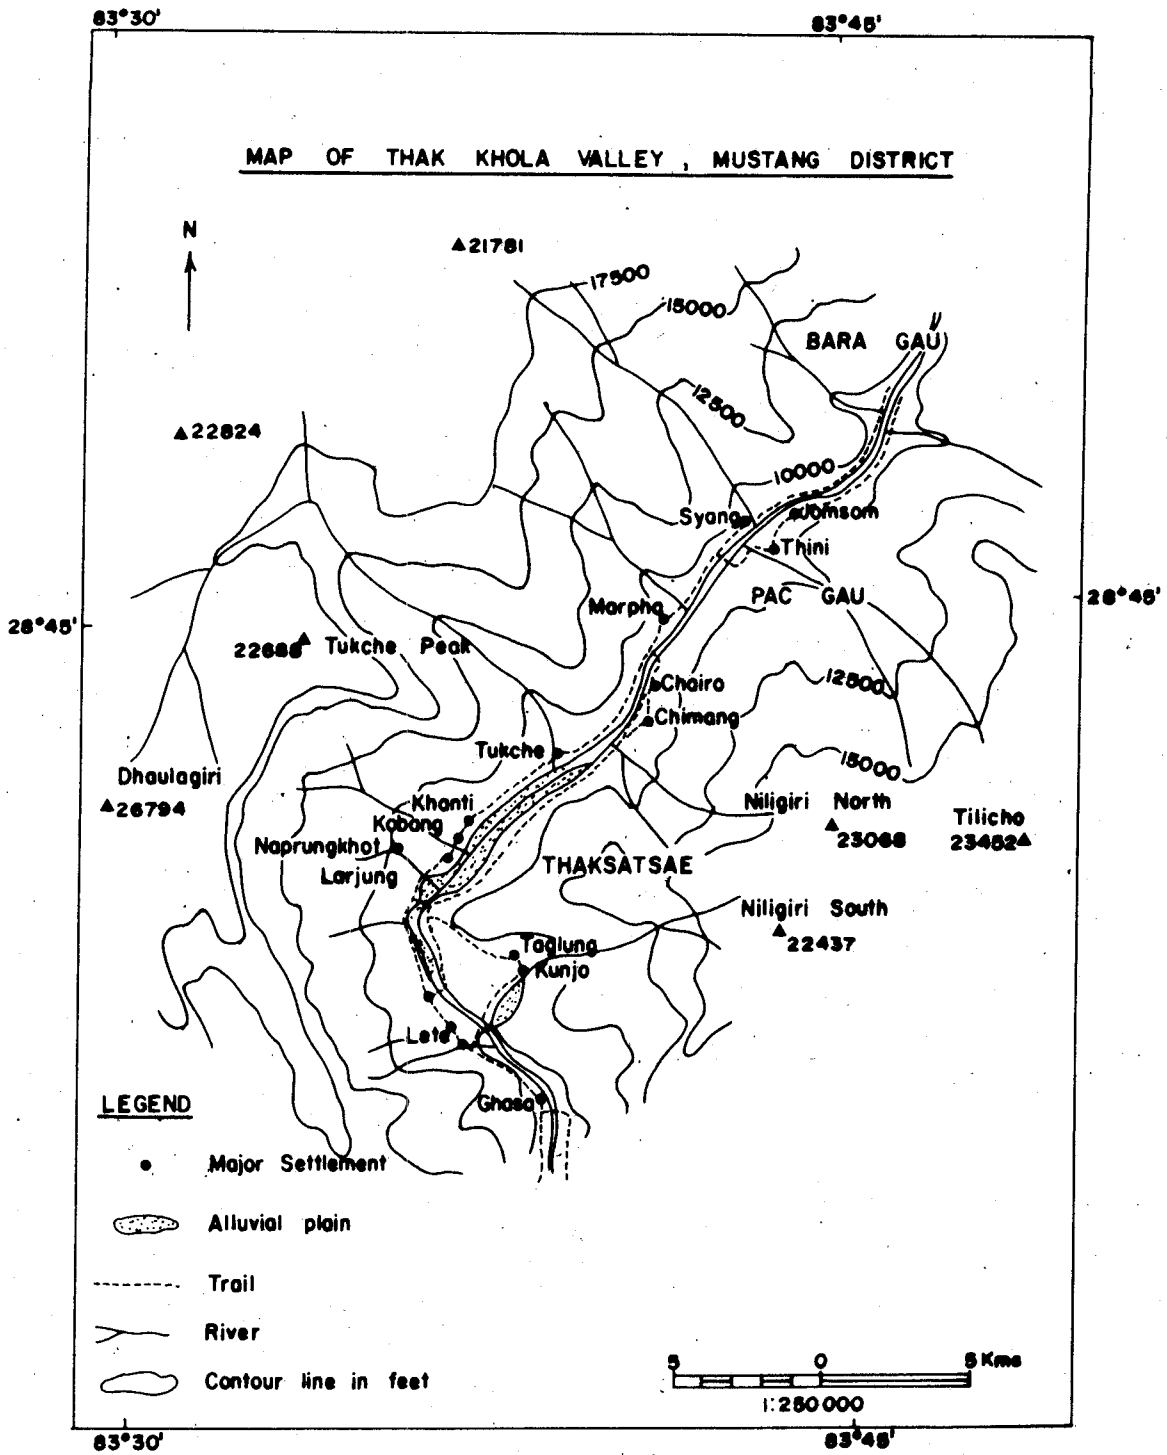 83°30'
83°45'
MAP OF THAK KHOLA VALLEY, MUSTANG DISTRICT
N
21781
17500
15000
BARA GAU
12500
22824
10000
Syang
Jomsom
Thini
PAC GAU
28°45'
Marpha
28°45'
22688 Tukche Peak
Chairo
12500
Chimang
Tukche
15000
Dhaulagiri
26794
Khanti
Niligiri North
Tilicho
Kobang
23068
23452
Naprungkhot
THAKSATSAE
Larjung
Niligiri South
22437
Taglung
Kunjo
Lete
Ghasa
LEGEND
Major Settlement
Alluvial plain
Trail
River
Contour line in feet
5 0 5 Kms
1:250000
83°30'
83°45'